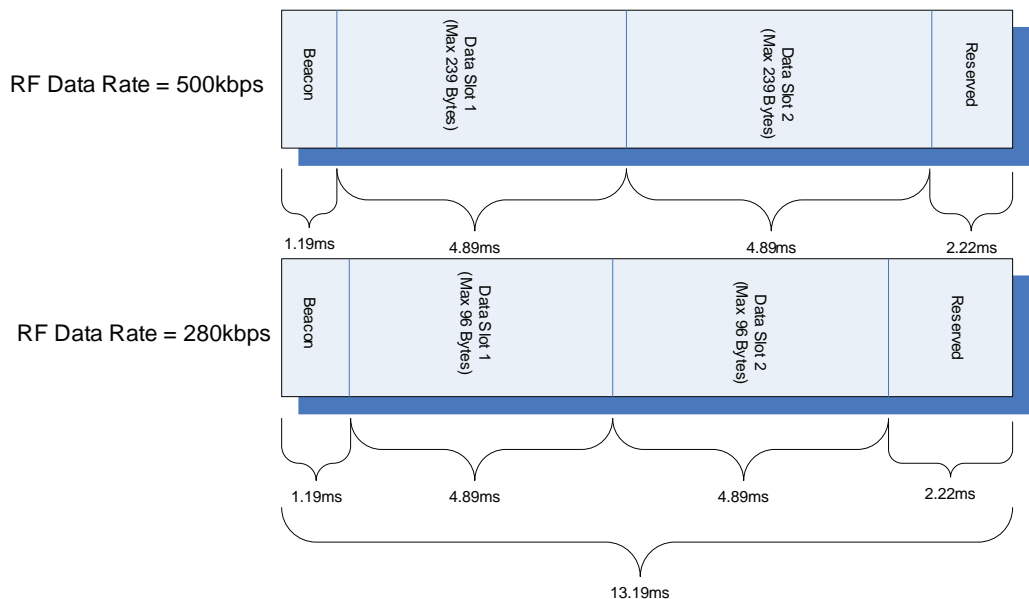 RF Data Rate = 500kbps
Beacon
Data Slot 1
(Max 239 Bytes)
Data Slot 2
(Max 239 Bytes)
Reserved
1.19ms
4.89ms
4.89ms
2.22ms
RF Data Rate = 280kbps
Beacon
Data Slot 1
(Max 96 Bytes)
Data Slot 2
(Max 96 Bytes)
Reserved
1.19ms
4.89ms
4.89ms
2.22ms
13.19ms